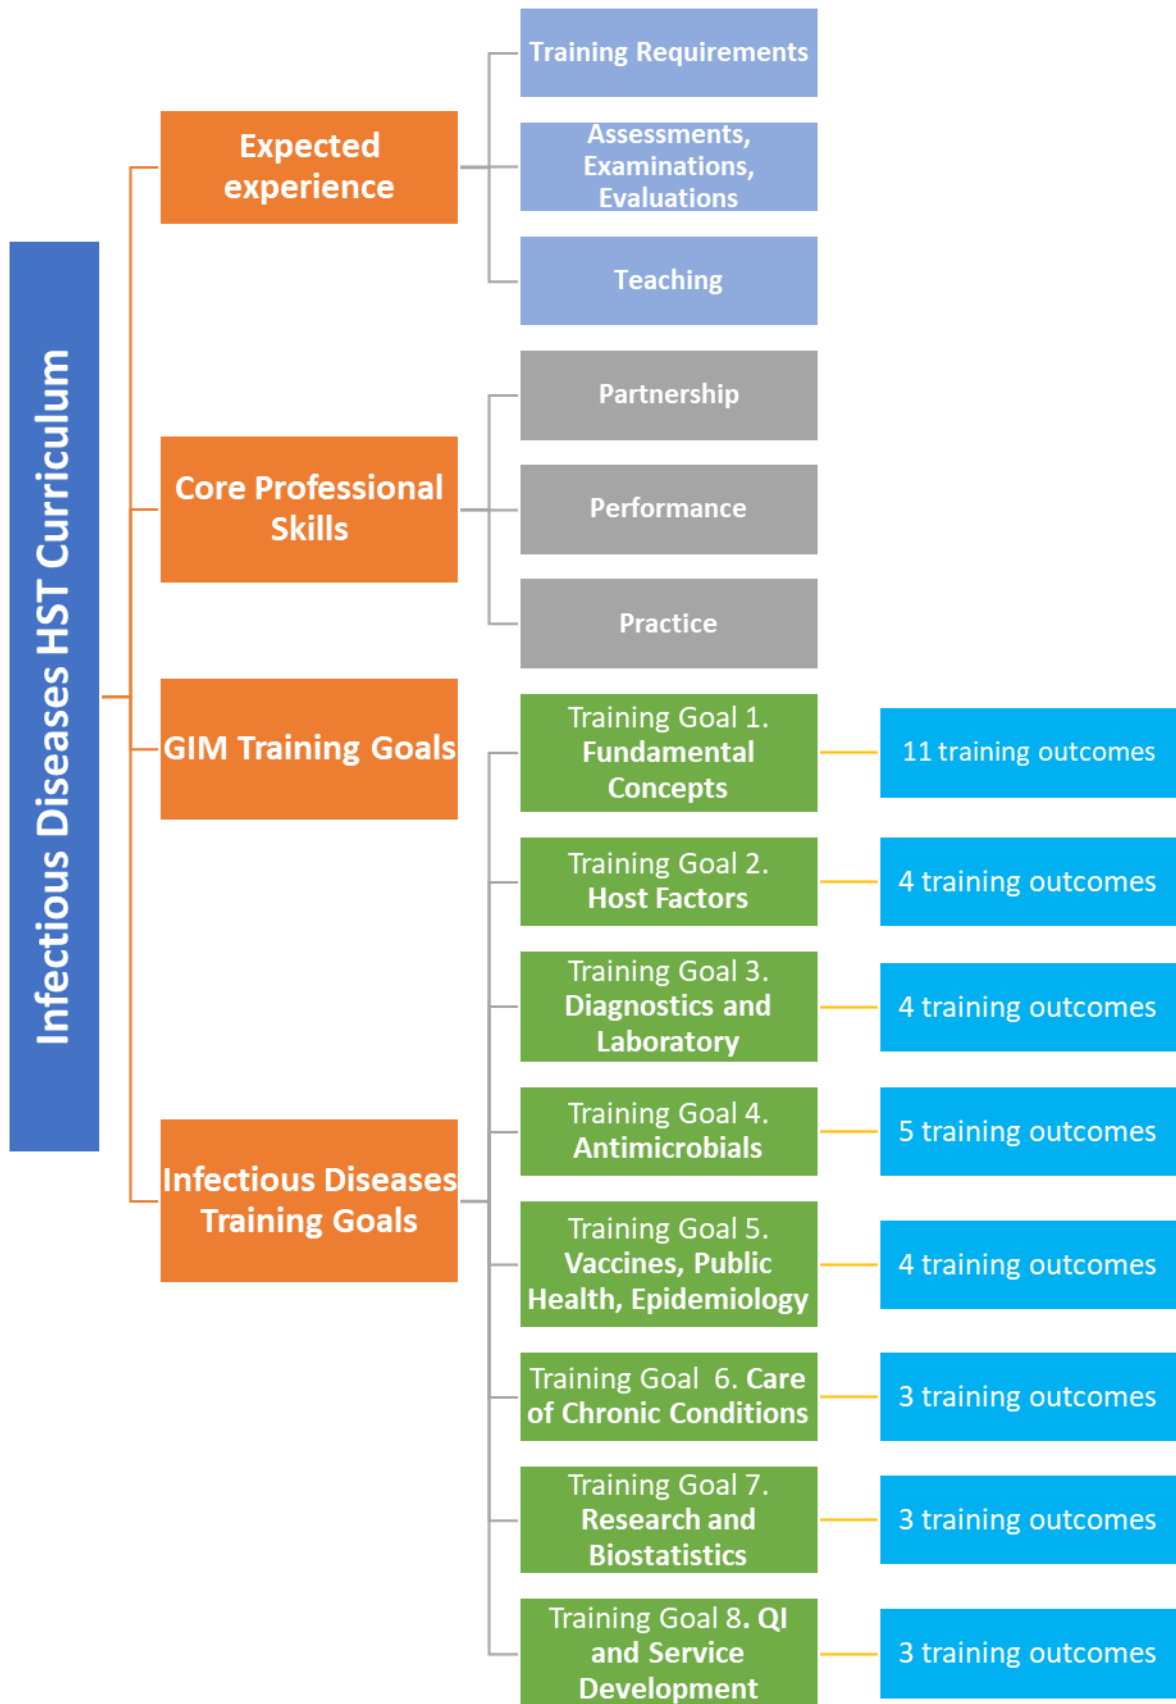 Infectious Diseases HST Curriculum
Expected
experience
Training Requirements
Assessments,
Examinations,
Evaluations
Teaching
Core Professional
Skills
Partnership
Performance
Practice
GIM Training Goals
Infectious Diseases
Training Goals
Training Goal 1.
Fundamental
Concepts
11 training outcomes
Training Goal 2.
Host Factors
4 training outcomes
Training Goal 3.
Diagnostics and
Laboratory
4 training outcomes
Training Goal 4.
Antimicrobials
5 training outcomes
Training Goal 5.
Vaccines, Public
Health, Epidemiology
4 training outcomes
Training Goal  6. Care
of Chronic Conditions
3 training outcomes
Training Goal 7.
Research and
Biostatistics
3 training outcomes
Training Goal 8. QI
and Service
Development
3 training outcomes